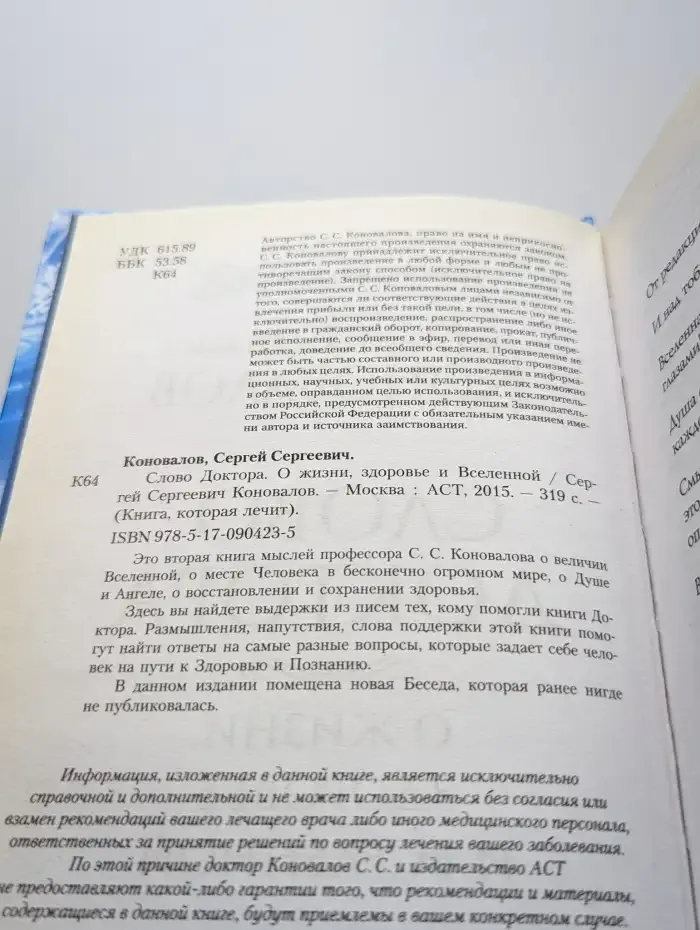 УДК 615.89
ББК 53.58
К64
Авторство С. С. Коновалова, право на имя и неприкосно-
венность настоящего произведения охраняются законом.
С. С. Коновалову принадлежит исключительное право ис-
пользовать произведение в любой форме и любым не про-
тиворечащим закону способом (исключительное право на
произведение). Запрещено использование произведения не
уполномоченными С. С. Коноваловым лицами независимо от
того, совершаются ли соответствующие действия в целях из-
влечения прибыли или без такой цели, в том числе (но не ис-
ключительно) воспроизведение, распространение либо иное
введение в гражданский оборот, копирование, прокат, публич-
ное исполнение, сообщение в эфир, перевод или иная пере-
работка, доведение до всеобщего сведения. Произведение не
может быть частью составного или производного произведе-
ния в любых целях. Использование произведения в информа-
ционных, научных, учебных или культурных целях возможно
в объеме, оправданном целью использования, и исключитель-
но в порядке, предусмотренном действующим Законодатель-
ством Российской Федерации с обязательным указанием име-
ни автора и источника заимствования.
Коновалов, Сергей Сергеевич.
К64 Слово Доктора. О жизни, здоровье и Вселенной / Сер-
гей Сергеевич Коновалов. — Москва : АСТ, 2015. — 319 с. —
(Книга, которая лечит).
ISBN 978-5-17-090423-5
Это вторая книга мыслей профессора С. С. Коновалова о величии
Вселенной, о месте Человека в бесконечно огромном мире, о Душе
и Ангеле, о восстановлении и сохранении здоровья.
Здесь вы найдете выдержки из писем тех, кому помогли книги До-
ктора. Размышления, напутствия, слова поддержки этой книги помо-
гут найти ответы на самые разные вопросы, которые задает себе чело-
век на пути к Здоровью и Познанию.
В данном издании помещена новая Беседа, которая ранее нигде
не публиковалась.
Информация, изложенная в данной книге, является исключительно
справочной и дополнительной и не может использоваться без согласия или
взамен рекомендаций вашего лечащего врача либо иного медицинского персонала,
ответственных за принятие решений по вопросу лечения вашего заболевания.
По этой причине доктор Коновалов С. С. и издательство АСТ
не предоставляют какой-либо гарантии того, что рекомендации и материалы,
содержащиеся в данной книге, будут приемлемы в вашем конкретном случае.
От
И над тоб
глазами
Душа